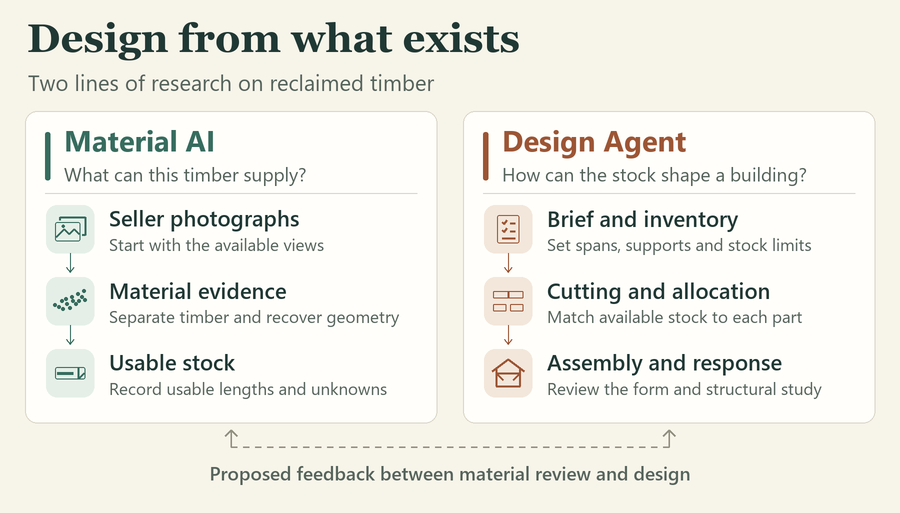 Design from what exists
Two lines of research on reclaimed timber
Material AI
What can this timber supply?
Seller photographs
Start with the available views
Material evidence
Separate timber and recover geometry
Usable stock
Record usable lengths and unknowns
Design Agent
How can the stock shape a building?
Brief and inventory
Set spans, supports and stock limits
Cutting and allocation
Match available stock to each part
Assembly and response
Review the form and structural study
Proposed feedback between material review and design